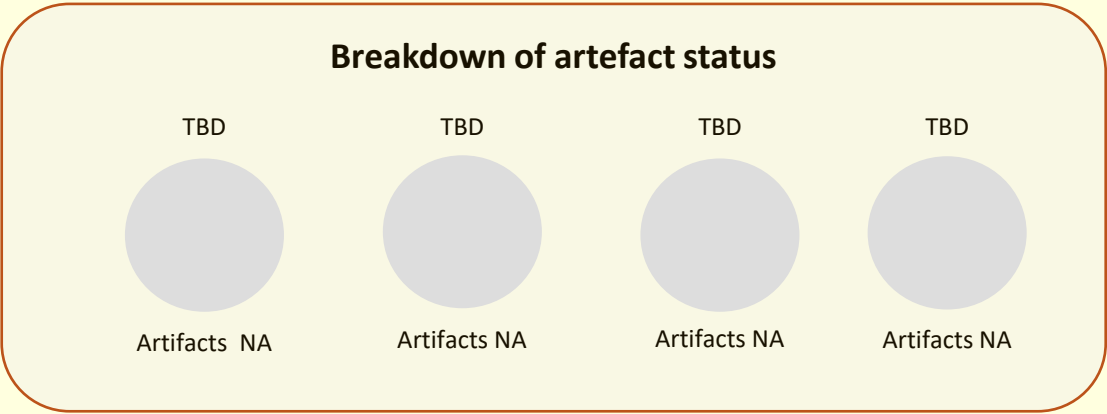 Breakdown of artefact status
TBD TBD TBD TBD
Artifacts  NA Artifacts NA Artifacts NA Artifacts NA